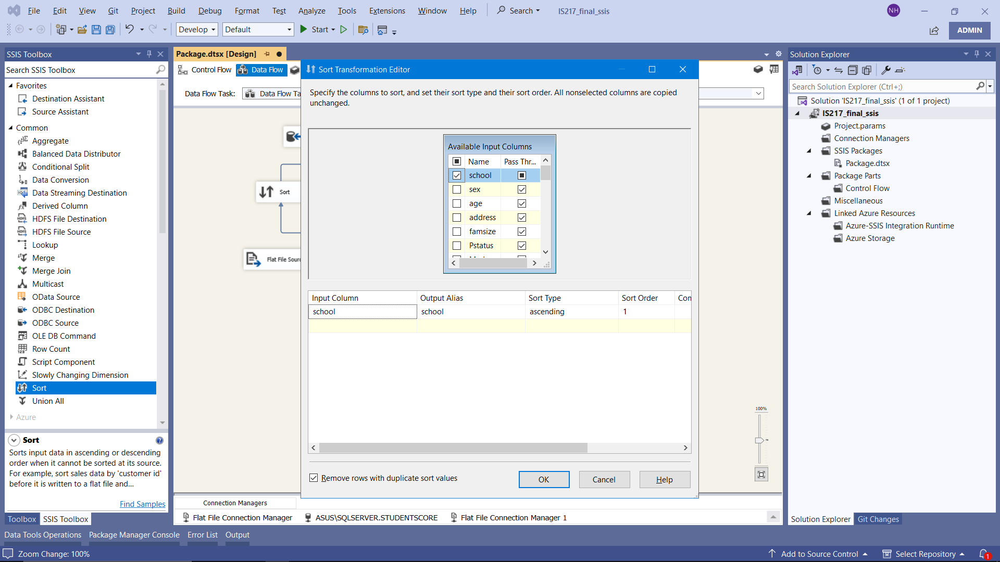 File Edit View Git Project Build Debug Format Test Analyze Tools Extensions Window Help Search IS217_final_ssis NH
Develop Default Start ADMIN
SSIS Toolbox
Search SSIS Toolbox
Favorites
Destination Assistant
Source Assistant
Common
Aggregate
Balanced Data Distributor
Conditional Split
Data Conversion
Data Streaming Destination
Derived Column
HDFS File Destination
HDFS File Source
Lookup
Merge
Merge Join
Multicast
OData Source
ODBC Destination
ODBC Source
OLE DB Command
Row Count
Script Component
Slowly Changing Dimension
Sort
Union All
Azure
Sort
Sorts input data in ascending or descending
order when it cannot be sorted at its source.
For example, sort sales data by 'customer id'
before it is written to a flat file and...
Find Samples
Toolbox SSIS Toolbox
Package.dtsx [Design]
Control Flow Data Flow
Data Flow Task: Data Flow Ta
Sort
Flat File Sourc
Sort Transformation Editor
Specify the columns to sort, and set their sort type and their sort order. All nonselected columns are copied
unchanged.
Available Input Columns
Name Pass Thr...
school
sex
age
address
famsize
Pstatus
Input Column Output Alias Sort Type Sort Order Con
school school ascending 1
Remove rows with duplicate sort values
OK Cancel Help
100%
Connection Managers
Flat File Connection Manager ASUS\SQLSERVER.STUDENTSCORE Flat File Connection Manager 1
Solution Explorer
Search Solution Explorer (Ctrl+;)
Solution 'IS217_final_ssis' (1 of 1 project)
IS217_final_ssis
Project.params
Connection Managers
SSIS Packages
Package.dtsx
Package Parts
Control Flow
Miscellaneous
Linked Azure Resources
Azure-SSIS Integration Runtime
Azure Storage
Solution Explorer Git Changes
Data Tools Operations Package Manager Console Error List Output
Zoom Change: 100% Add to Source Control Select Repository 1